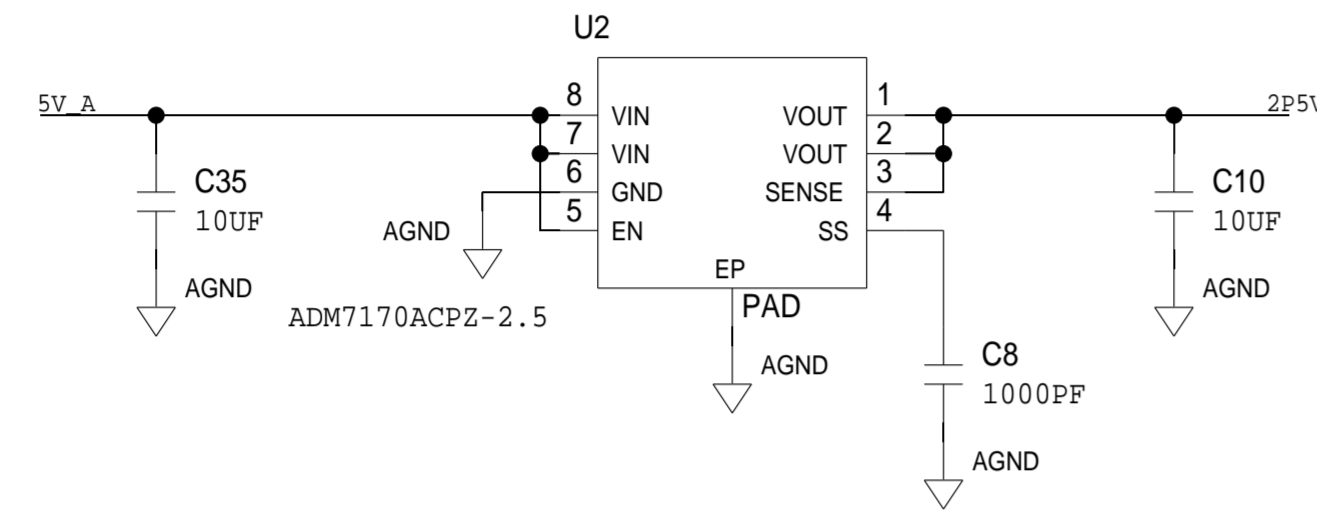 U2
5V_A
2P5V
8
VIN
VOUT
1
7
VIN
VOUT
2
6
GND
SENSE
3
5
EN
SS
4
C35
10UF
C10
10UF
AGND
EP
AGND
AGND
PAD
ADM7170ACPZ-2.5
AGND
C8
1000PF
AGND